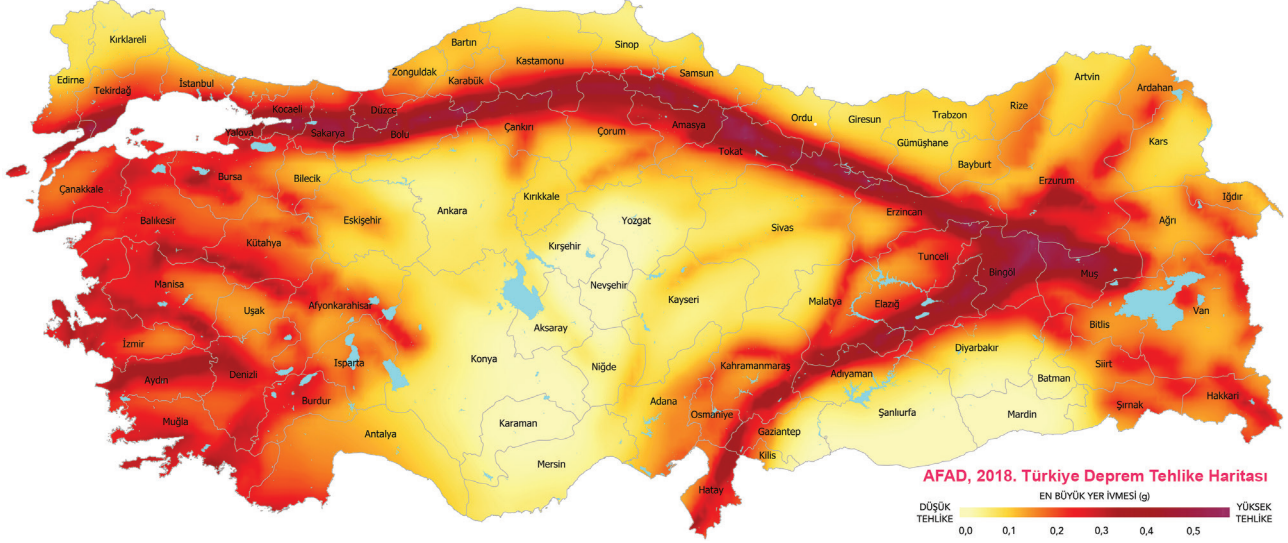 Kırklareli
Edirne
Tekirdağ
İstanbul
Kocaeli
Yalova
Sakarya
Düzce
Bolu
Zonguldak
Bartın
Karabük
Kastamonu
Sinop
Samsun
Çankırı
Çorum
Amasya
Tokat
Ordu
Giresun
Trabzon
Gümüşhane
Bayburt
Rize
Artvin
Ardahan
Kars
Iğdır
Ağrı
Erzurum
Erzincan
Çanakkale
Bursa
Bilecik
Balıkesir
Kütahya
Eskişehir
Ankara
Kırıkkale
Yozgat
Kırşehir
Sivas
Tunceli
Bingöl
Muş
Manisa
Uşak
Afyonkarahisar
Nevşehir
Kayseri
Malatya
Elazığ
Van
Bitlis
İzmir
Aydın
Denizli
Isparta
Burdur
Konya
Aksaray
Niğde
Kahramanmaraş
Adıyaman
Diyarbakır
Batman
Siirt
Şırnak
Hakkari
Muğla
Antalya
Karaman
Mersin
Adana
Osmaniye
Gaziantep
Kilis
Şanlıurfa
Mardin
Hatay
AFAD, 2018. Türkiye Deprem Tehlike Haritası
EN BÜYÜK YER İVMESİ (g)
DÜŞÜK TEHLİKE
YÜKSEK TEHLİKE
0,0 0,1 0,2 0,3 0,4 0,5